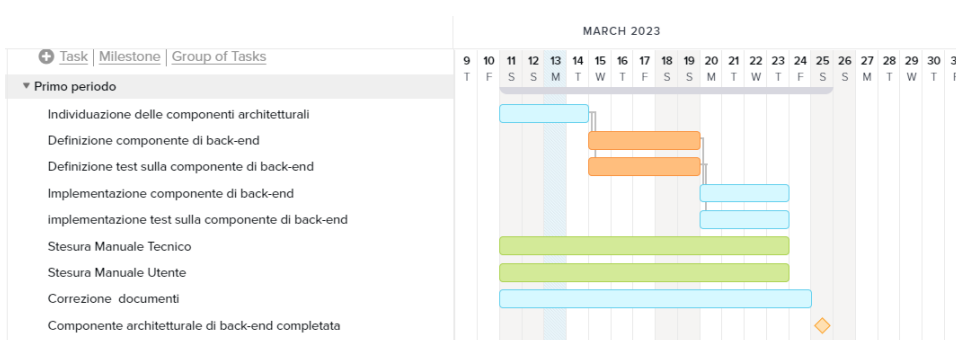 MARCH 2023
Task | Milestone | Group of Tasks
9 10 11 12 13 14 15 16 17 18 19 20 21 22 23 24 25 26 27 28 29 30
T F S S M T W T F S S M T W T F S S M T W T F
Primo periodo
Individuazione delle componenti architetturali
Definizione componente di back-end
Definizione test sulla componente di back-end
Implementazione componente di back-end
implementazione test sulla componente di back-end
Stesura Manuale Tecnico
Stesura Manuale Utente
Correzione documenti
Componente architetturale di back-end completata